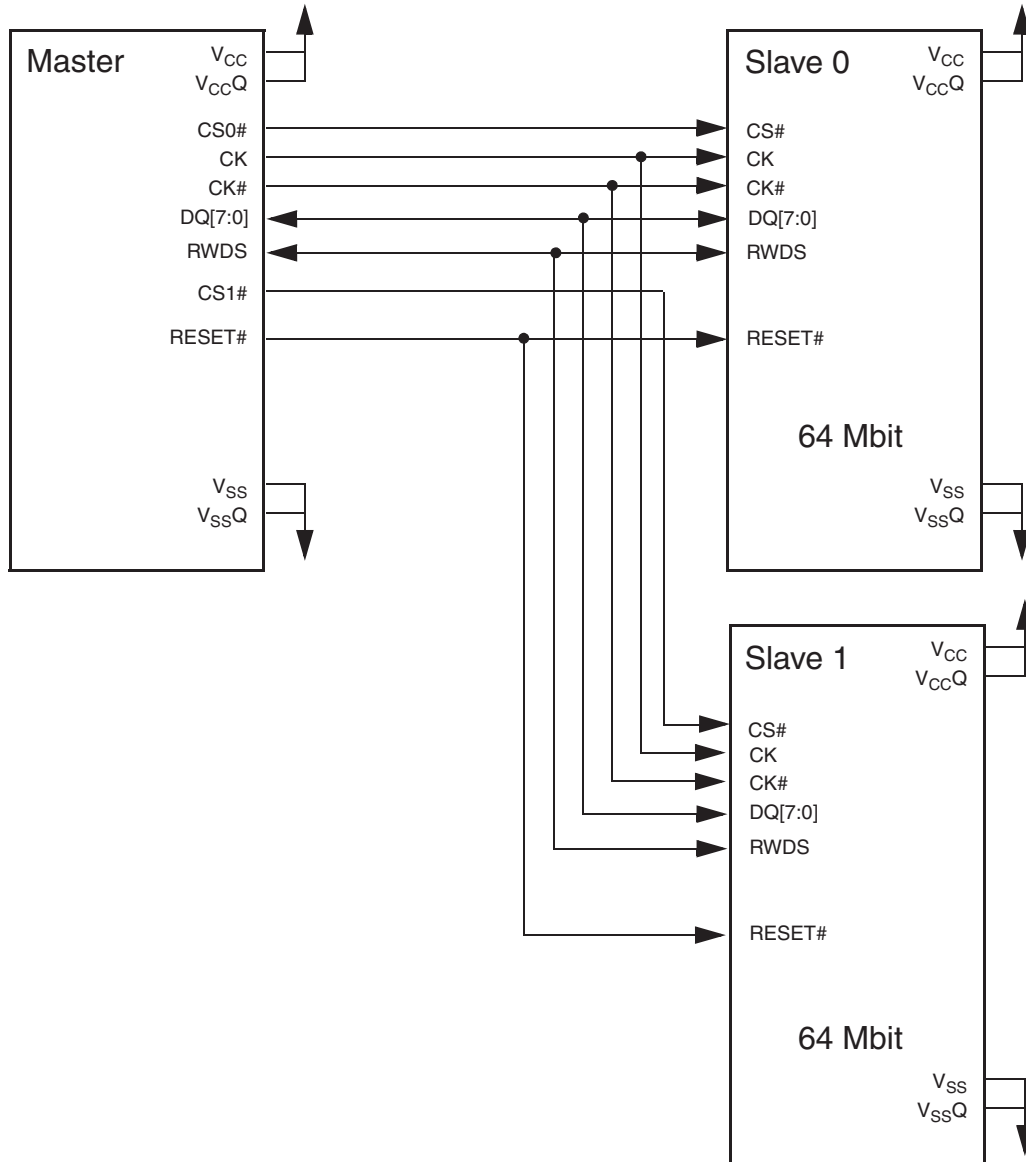 Master
VCC
VCCQ
CS0#
CK
CK#
DQ[7:0]
RWDS
CS1#
RESET#
VSS
VSSQ
Slave 0
VCC
VCCQ
CS#
CK
CK#
DQ[7:0]
RWDS
RESET#
64 Mbit
VSS
VSSQ
Slave 1
VCC
VCCQ
CS#
CK
CK#
DQ[7:0]
RWDS
RESET#
64 Mbit
VSS
VSSQ